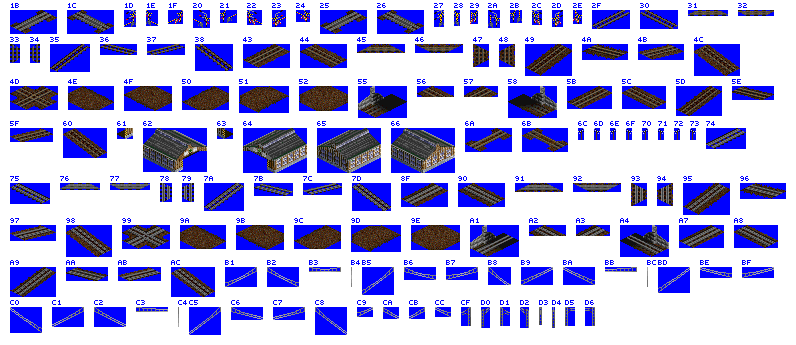 1B 1C 1D 1E 1F 20 21 22 23 24 25 26 27 28 29 2A 2B 2C 2D 2E 2F 30 31 32
33 34 35 36 37 38 43 44 45 46 47 48 49 4A 4B 4C
4D 4E 4F 50 51 52 55 56 57 58 5B 5C 5D 5E
5F 60 61 62 63 64 65 66 6A 6B 6C 6D 6E 6F 70 71 72 73 74
75 76 77 78 79 7A 7B 7C 7D 8F 90 91 92 93 94 95 96
97 98 99 9A 9B 9C 9D 9E A1 A2 A3 A4 A7 A8
A9 AA AB AC B1 B2 B3 B4 B5 B6 B7 B8 B9 BA BB BC BD BE BF
C0 C1 C2 C3 C4 C5 C6 C7 C8 C9 CA CB CC CF D0 D1 D2 D3 D4 D5 D6